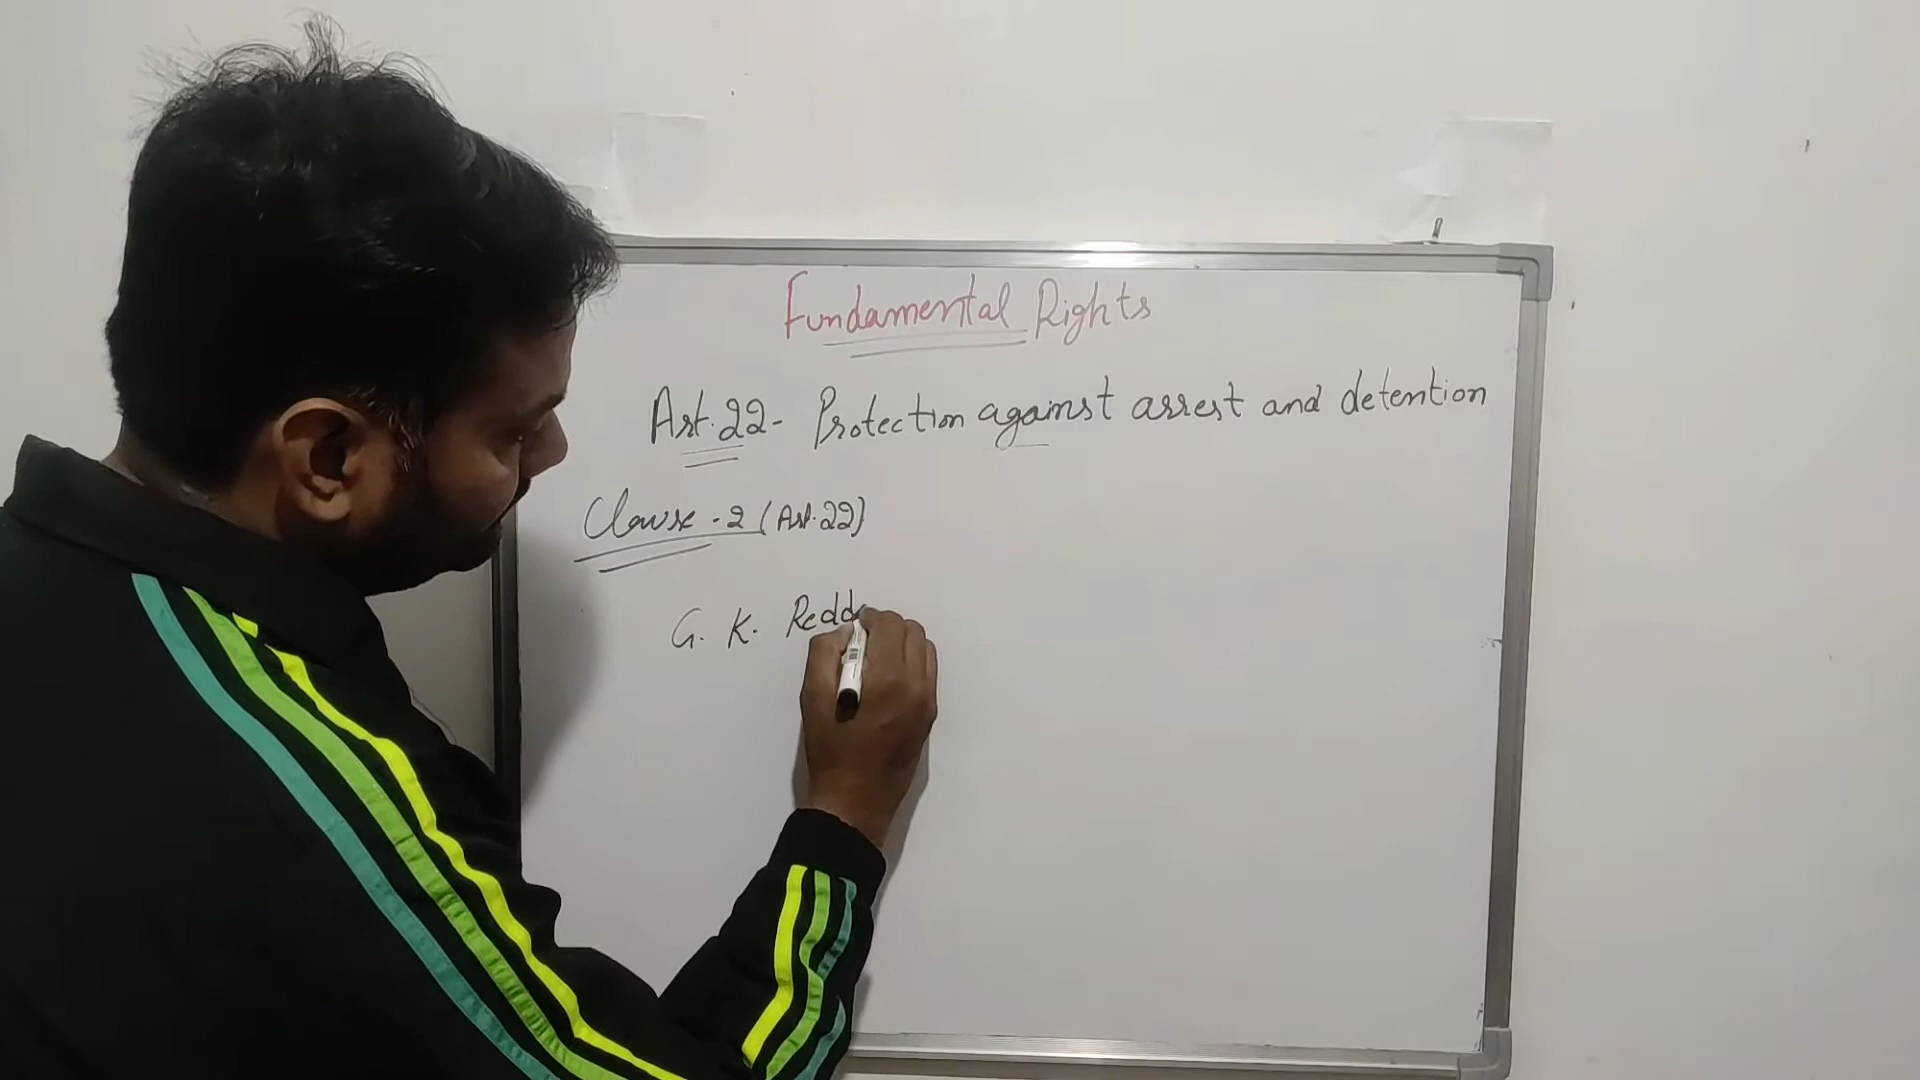 Fundamental Rights
Art. 22- Protection against arrest and detention
Clause - 2 (Art. 22)
G. K. Redd